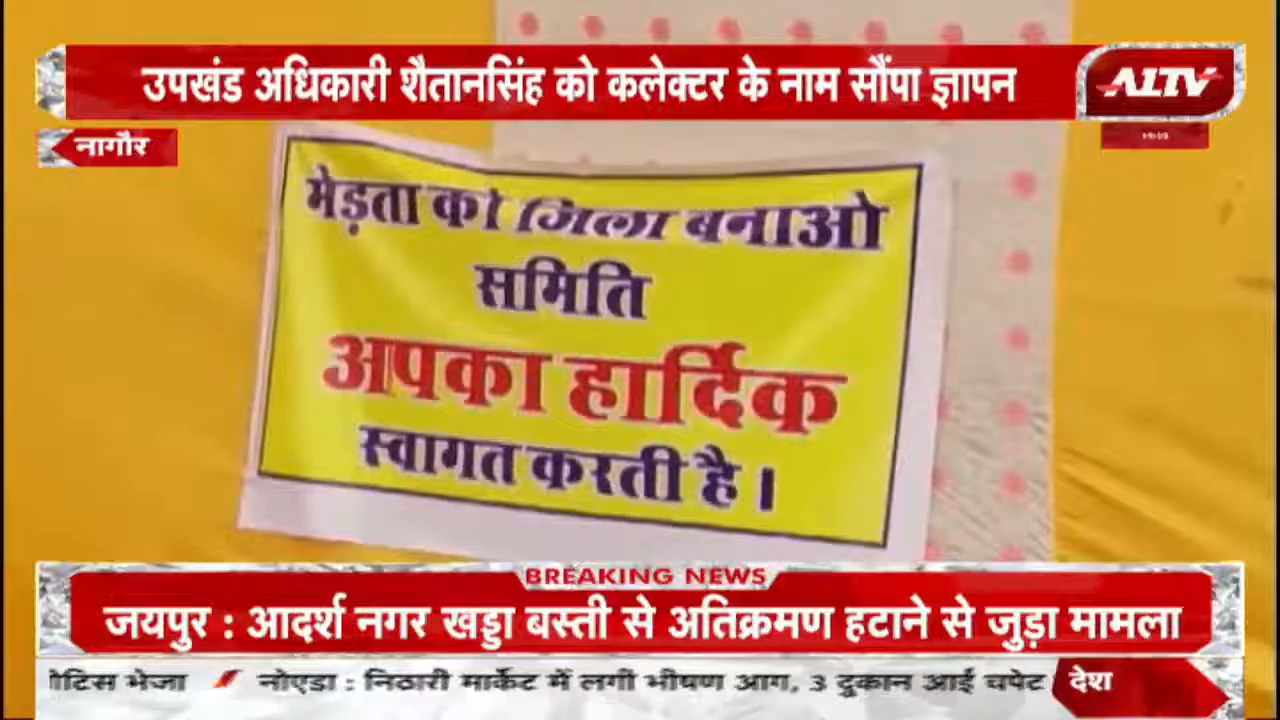 उपखंड अधिकारी शैतानसिंह को कलेक्टर के नाम सौंपा ज्ञापन
A1TV
नागौर
मेड़ता को जिला बनाओ
समिति
अपका हार्दिक
स्वागत करती है।
BREAKING NEWS
जयपुर : आदर्श नगर खड्डा बस्ती से अतिक्रमण हटाने से जुड़ा मामला
नोटिस भेजा नोएडा : निठारी मार्केट में लगी भीषण आग, 3 दुकान आई चपेट देश